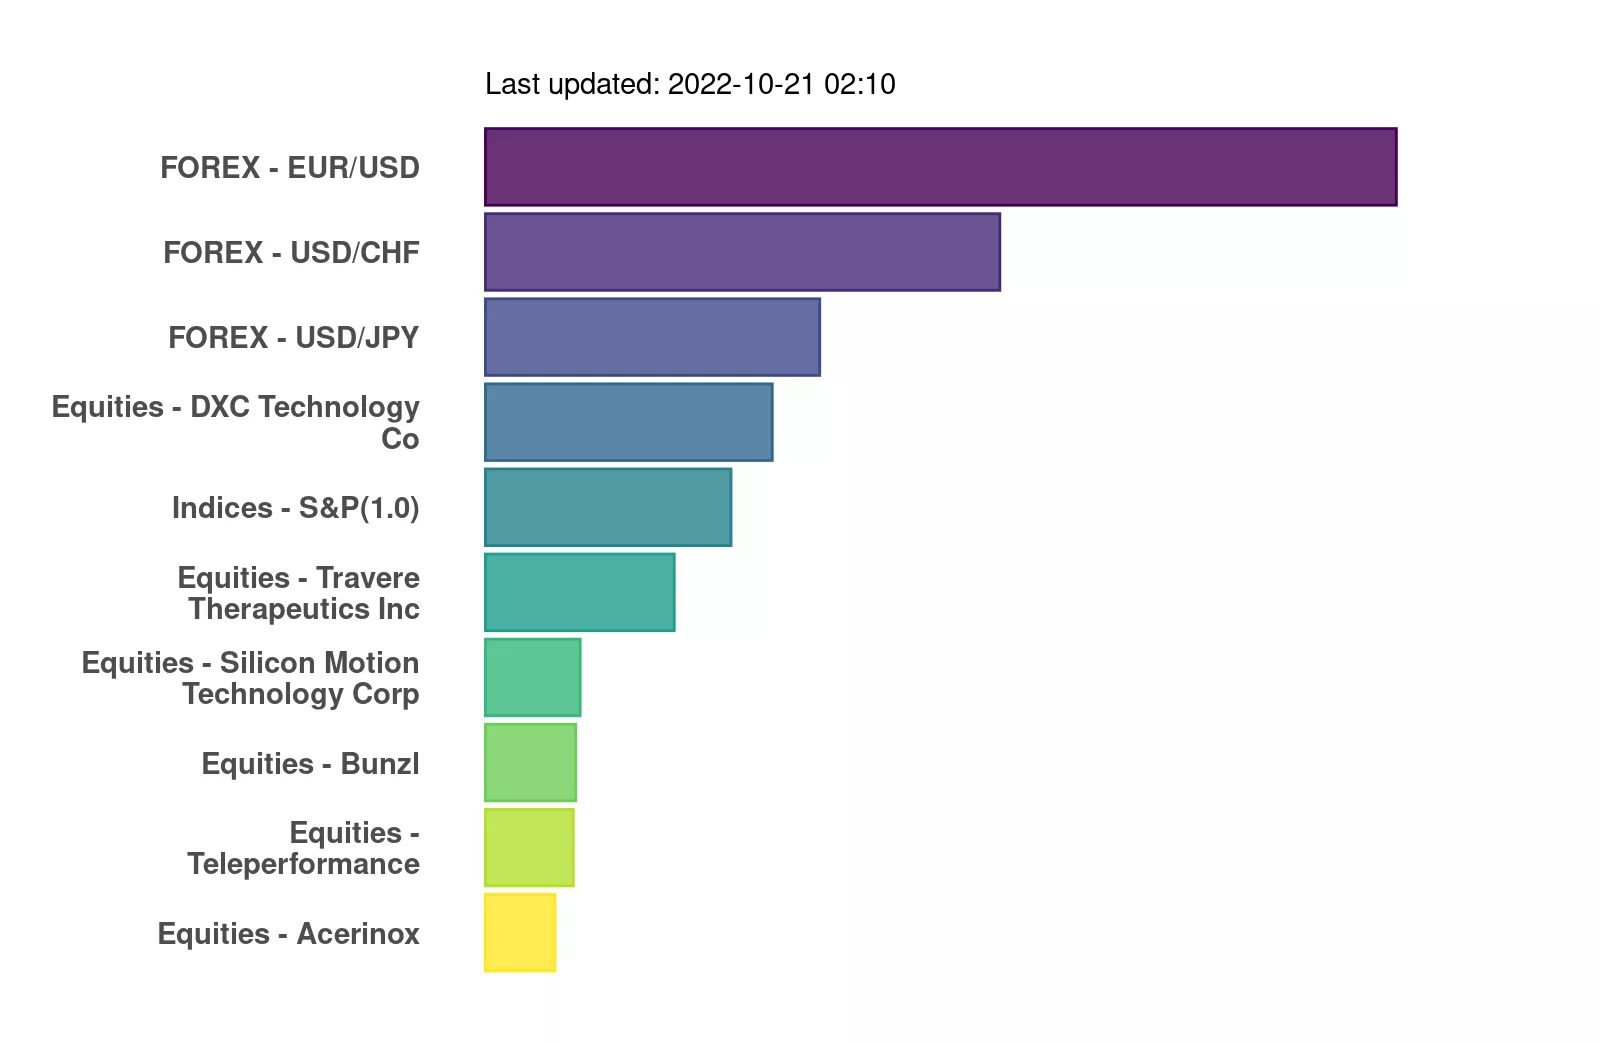 Last updated: 2022-10-21 02:10
FOREX - EUR/USD
FOREX - USD/CHF
FOREX - USD/JPY
Equities - DXC Technology
Co
Indices - S&P(1.0)
Equities - Travere
Therapeutics Inc
Equities - Silicon Motion
Technology Corp
Equities - Bunzl
Equities -
Teleperformance
Equities - Acerinox